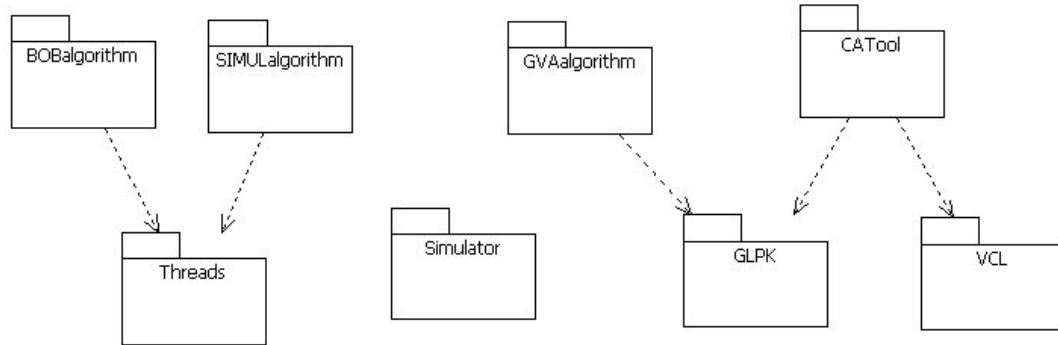 BOBalgorithm
SIMULalgorithm
GVAalgorithm
CATool
Threads
Simulator
GLPK
VCL